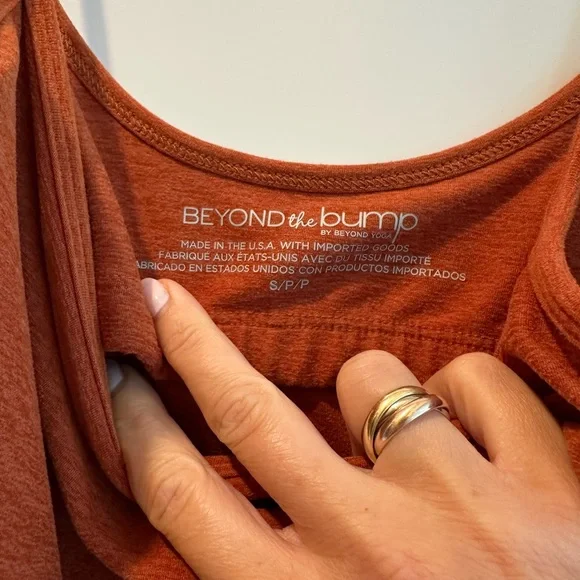 BEYOND the bump
BY BEYOND YOGA
MADE IN THE U.S.A. WITH IMPORTED GOODS
FABRIQUÉ AUX ÉTATS-UNIS AVEC DU TISSU IMPORTÉ
ABRICADO EN ESTADOS UNIDOS CON PRODUCTOS IMPORTADOS
S/P/P